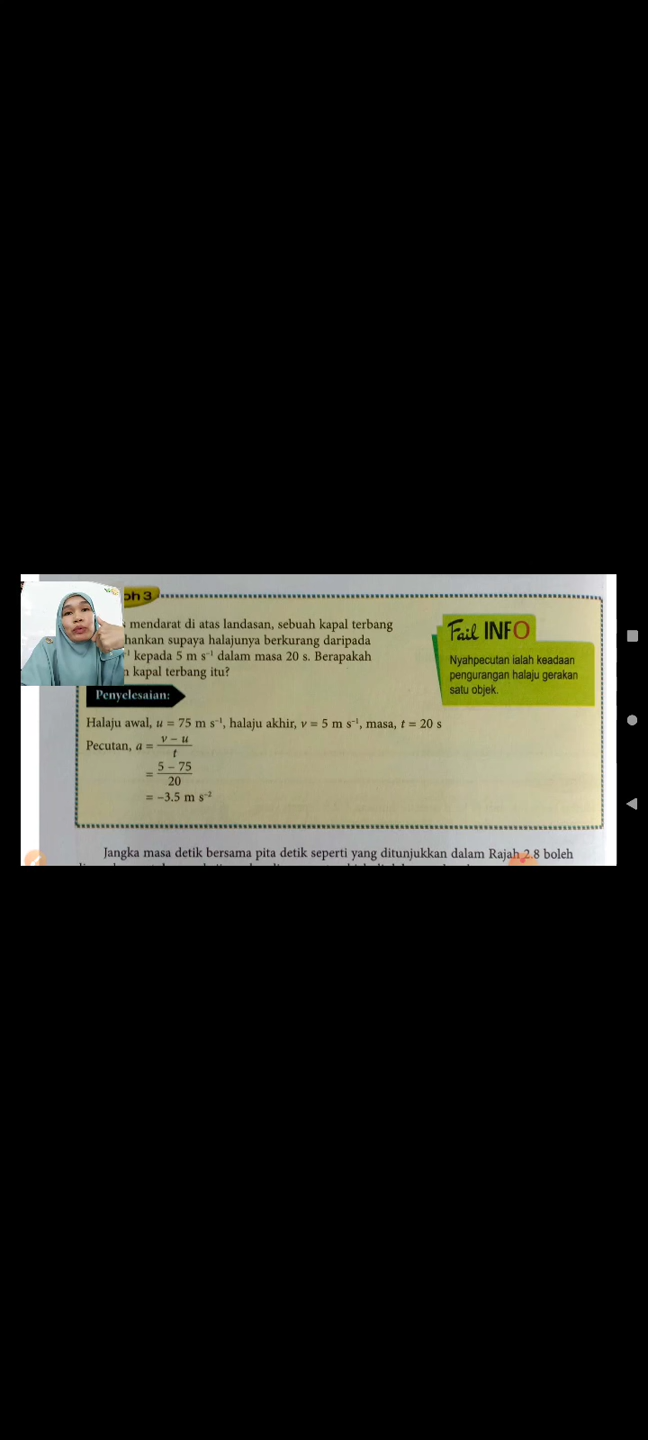 oh 3
mendarat di atas landasan, sebuah kapal terbang
hankan supaya halajunya berkurang daripada
⁻¹ kepada 5 m s⁻¹ dalam masa 20 s. Berapakah
n kapal terbang itu?
Fail INFO
Nyahpecutan ialah keadaan
pengurangan halaju gerakan
satu objek.
Penyelesaian:
Halaju awal, u = 75 m s⁻¹, halaju akhir, v = 5 m s⁻¹, masa, t = 20 s
Pecutan, a = v – u
t
= 5 – 75
20
= –3.5 m s⁻²
Jangka masa detik bersama pita detik seperti yang ditunjukkan dalam Rajah 2.8 boleh